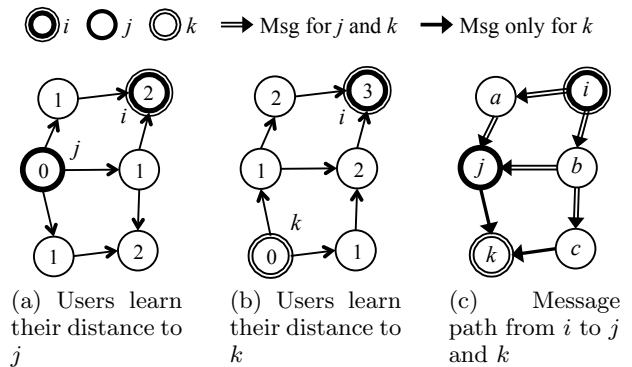 i j k Msg for j and k Msg only for k
1 2 i
0 j 1
1 2
2 3 i
1 2
k
0 1
a i
j b
k c
(a) Users learn their distance to j
(b) Users learn their distance to k
(c) Message path from i to j and k